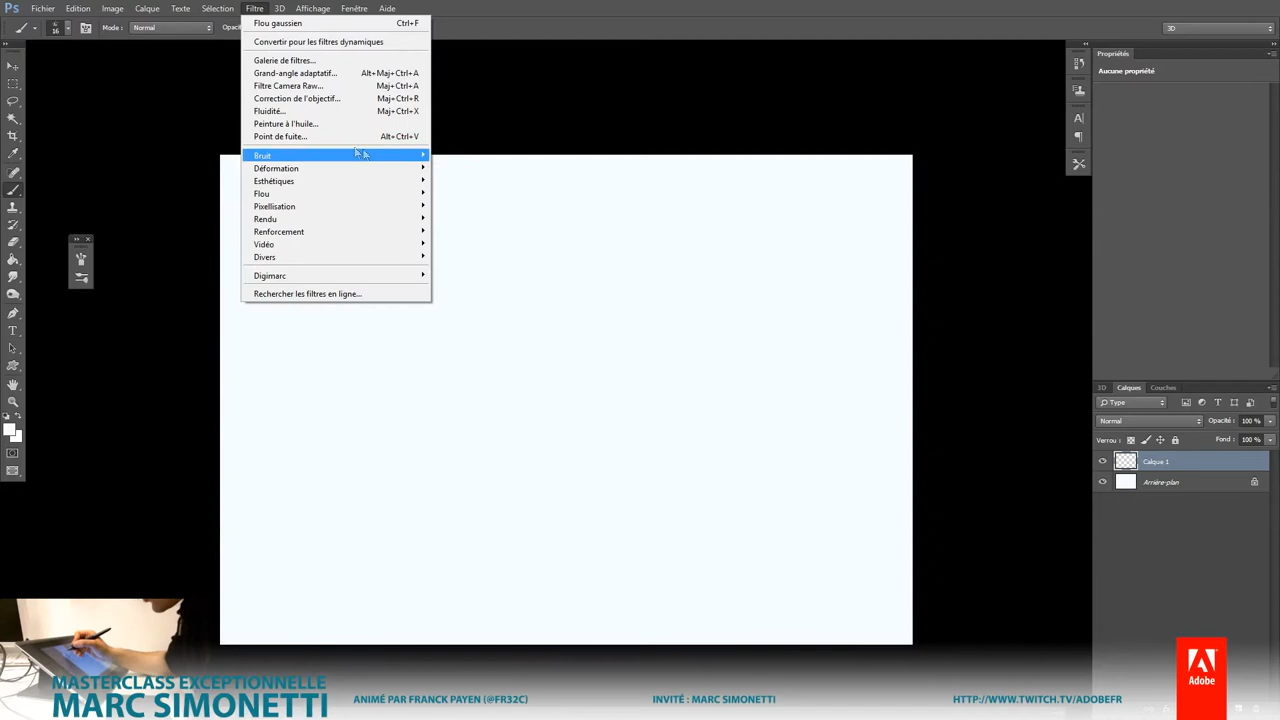 Ps Fichier Edition Image Calque Texte Sélection Filtre 3D Affichage Fenêtre Aide
16 Mode : Normal Opac 3D
Flou gaussien Ctrl+F
Convertir pour les filtres dynamiques
Galerie de filtres...
Grand-angle adaptatif... Alt+Maj+Ctrl+A
Filtre Camera Raw... Maj+Ctrl+A
Correction de l'objectif... Maj+Ctrl+R
Fluidité... Maj+Ctrl+X
Peinture à l'huile...
Point de fuite... Alt+Ctrl+V
Bruit
Déformation
Esthétiques
Flou
Pixellisation
Rendu
Renforcement
Vidéo
Divers
Digimarc
Rechercher les filtres en ligne...
Propriétés
Aucune propriété
3D Calques Couches
Type
Normal Opacité : 100 %
Verrou : Fond : 100 %
Calque 1
Arrière-plan
MASTERCLASS EXCEPTIONNELLE
MARC SIMONETTI
ANIMÉ PAR FRANCK PAYEN (@FR32C)
INVITÉ : MARC SIMONETTI
HTTP://WWW.TWITCH.TV/ADOBEFR
Adobe